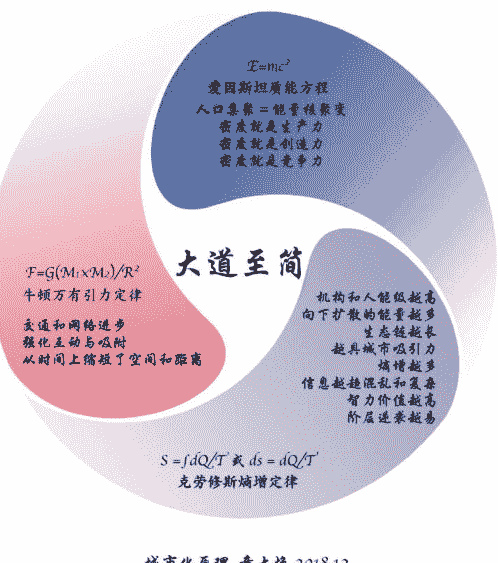 E=mc²
爱因斯坦质能方程
人口集聚＝能量核聚变
密度就是生产力
密度就是创造力
密度就是竞争力
大道至简
F=G(M₁xM₂)/R²
牛顿万有引力定律
交通和网络进步
强化互动与吸附
从时间上缩短了空间和距离
机构和人能级越高
向下扩散的能量越多
生态链越长
越具城市吸引力
熵增越多
信息越趋混乱和复杂
智力价值越高
阶层逆袭越易
S =∫dQ/T 或 ds = dQ/T
克劳修斯熵增定律
2018.12